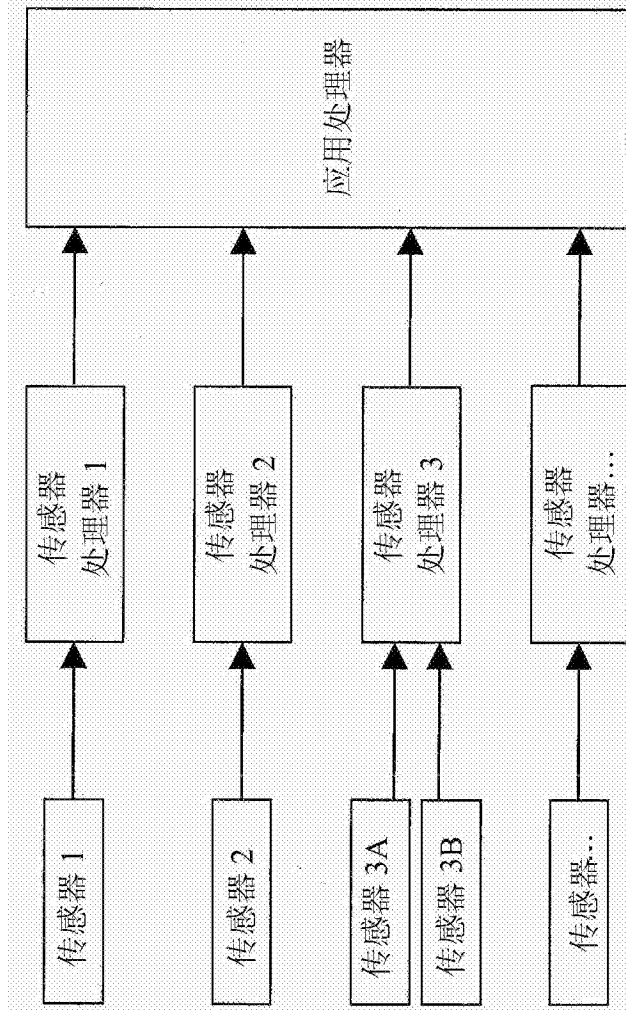 应用处理器
传感器
处理器 1
传感器
处理器 2
传感器
处理器 3
传感器
处理器…
传感器 1
传感器 2
传感器 3A
传感器 3B
传感器…